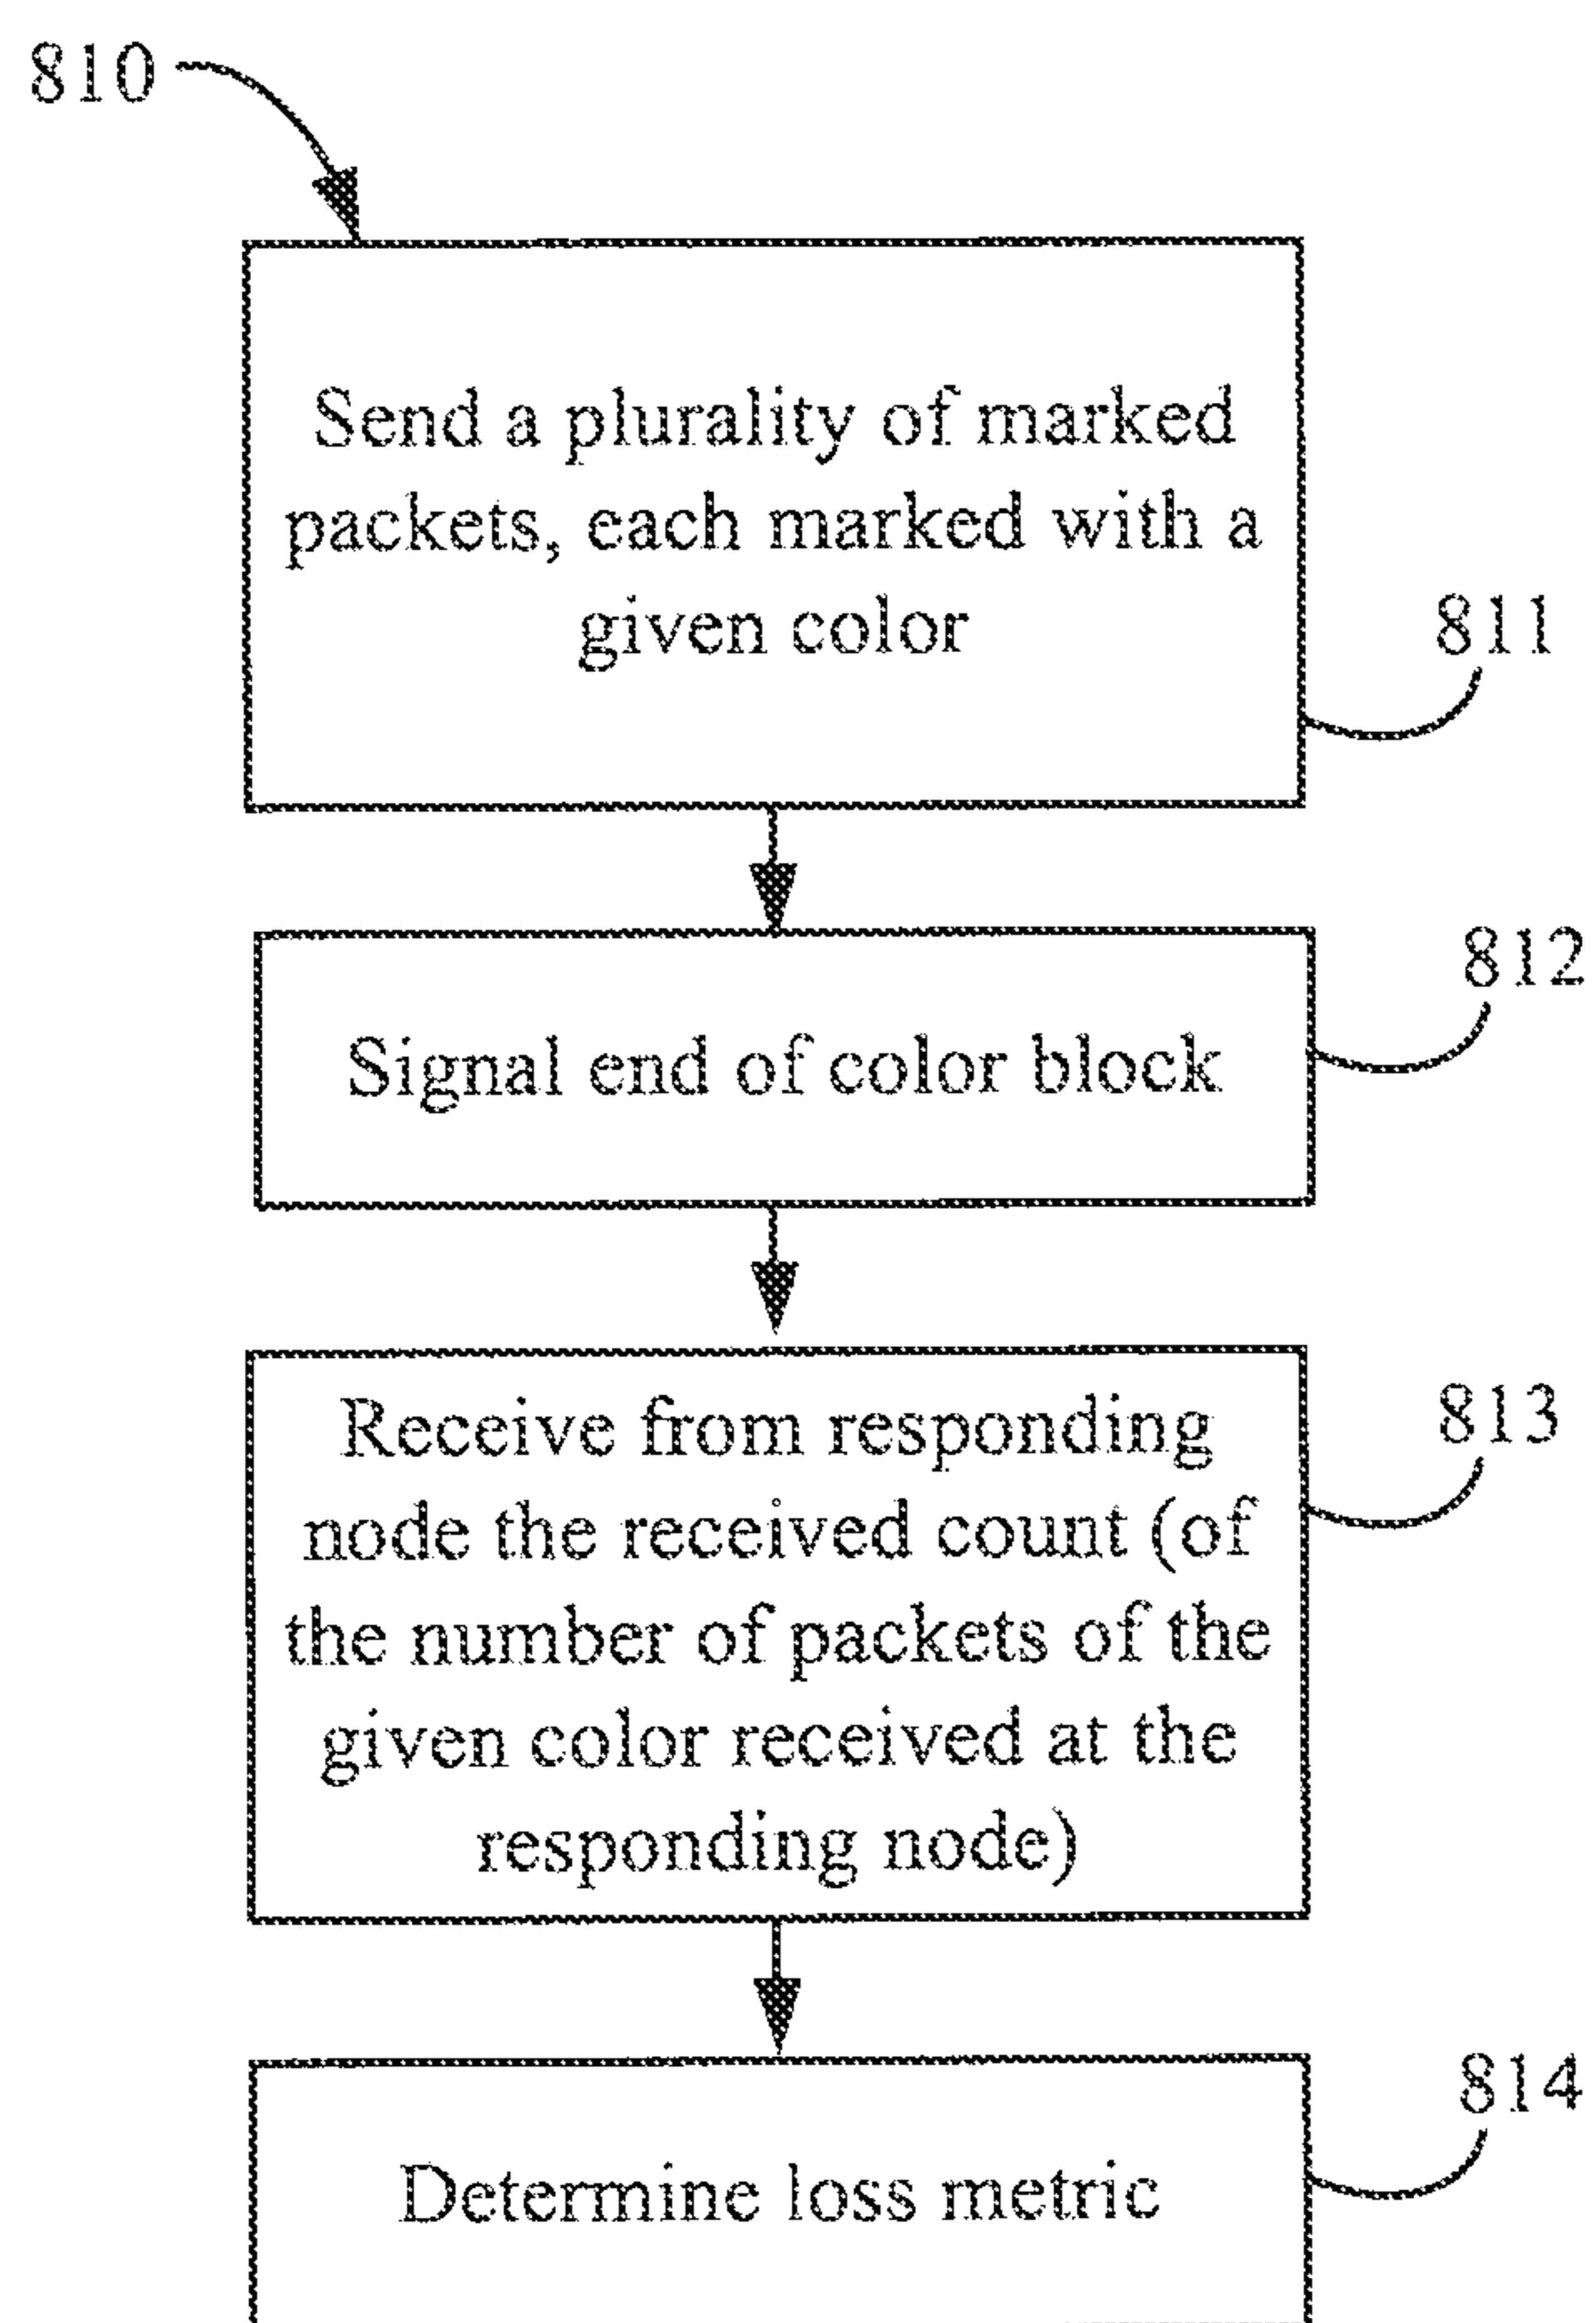 810
Send a plurality of marked
packets, each marked with a
given color
811
Signal end of color block
812
Receive from responding
node the received count (of
the number of packets of the
given color received at the
responding node)
813
Determine loss metric
814